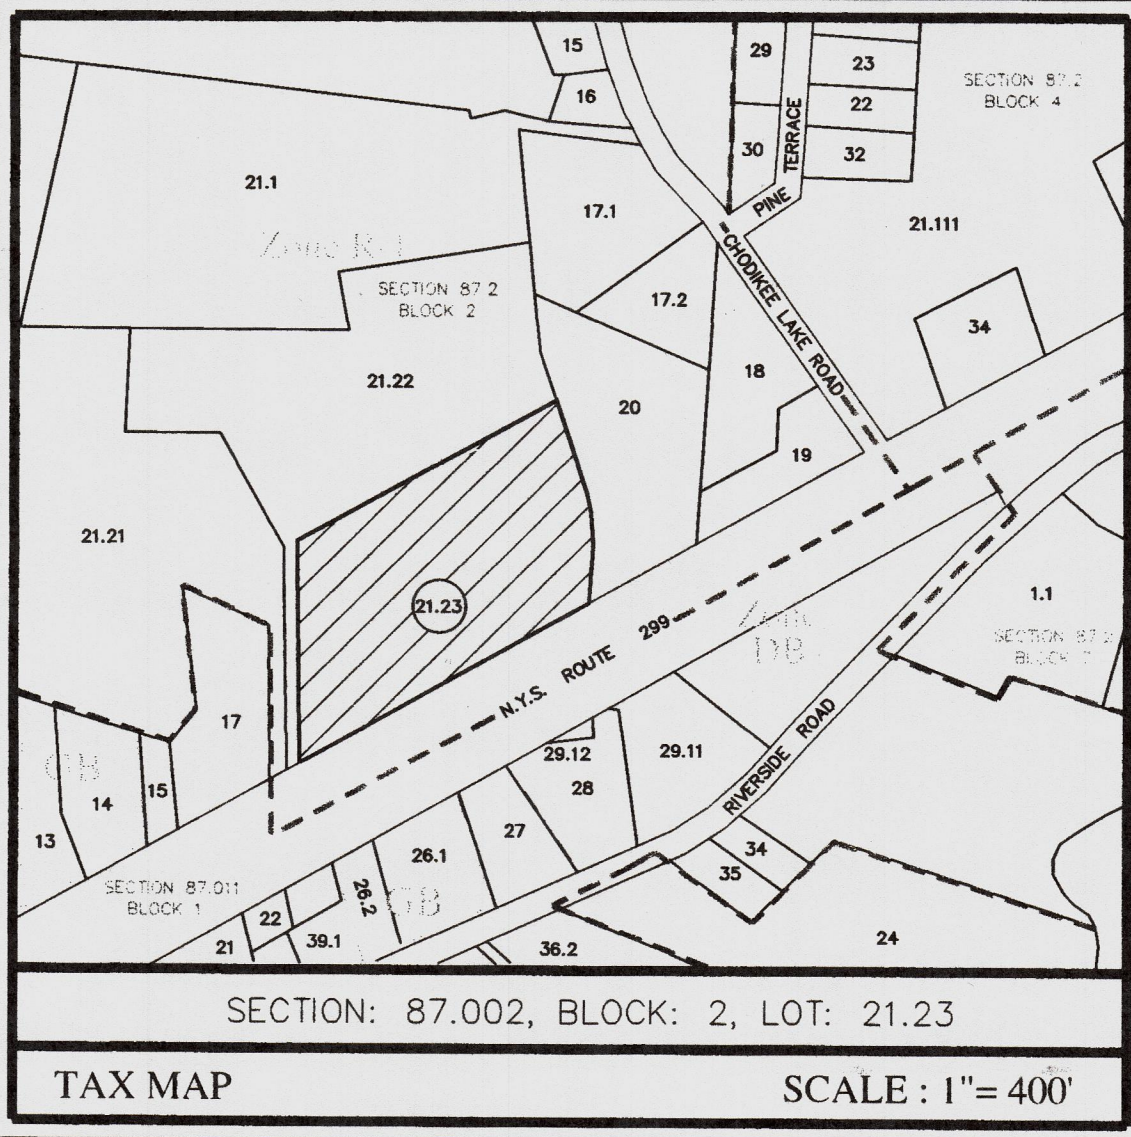 15
29
23
SECTION 87.2
BLOCK 4
16
22
30
TERRACE
32
21.1
PINE
17.1
21.111
Zone R-1
CHODIKEE LAKE ROAD
SECTION 87.2
BLOCK 2
17.2
34
18
21.22
20
19
21.21
21.23
1.1
Zone
DB
N.Y.S. ROUTE 299
SECTION 87.2
BLOCK
17
RIVERSIDE ROAD
29.12
29.11
GB
14
15
28
13
27
34
26.1
35
SECTION 87.011
BLOCK 1
26.2
GB
22
21
39.1
36.2
24
SECTION: 87.002, BLOCK: 2, LOT: 21.23
TAX MAP
SCALE : 1"= 400'